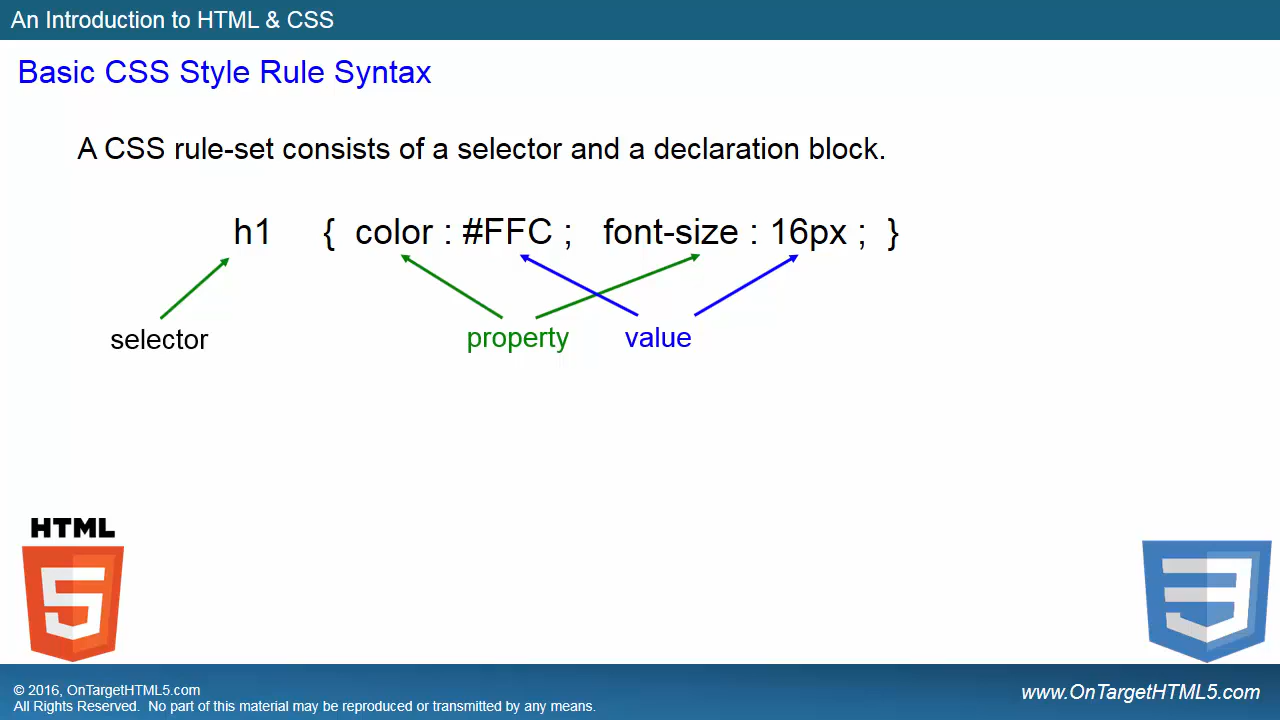 An Introduction to HTML & CSS
Basic CSS Style Rule Syntax
A CSS rule-set consists of a selector and a declaration block.
h1 { color : #FFC ; font-size : 16px ; }
selector property value
HTML
5
3
© 2016, OnTargetHTML5.com
All Rights Reserved. No part of this material may be reproduced or transmitted by any means.
www.OnTargetHTML5.com